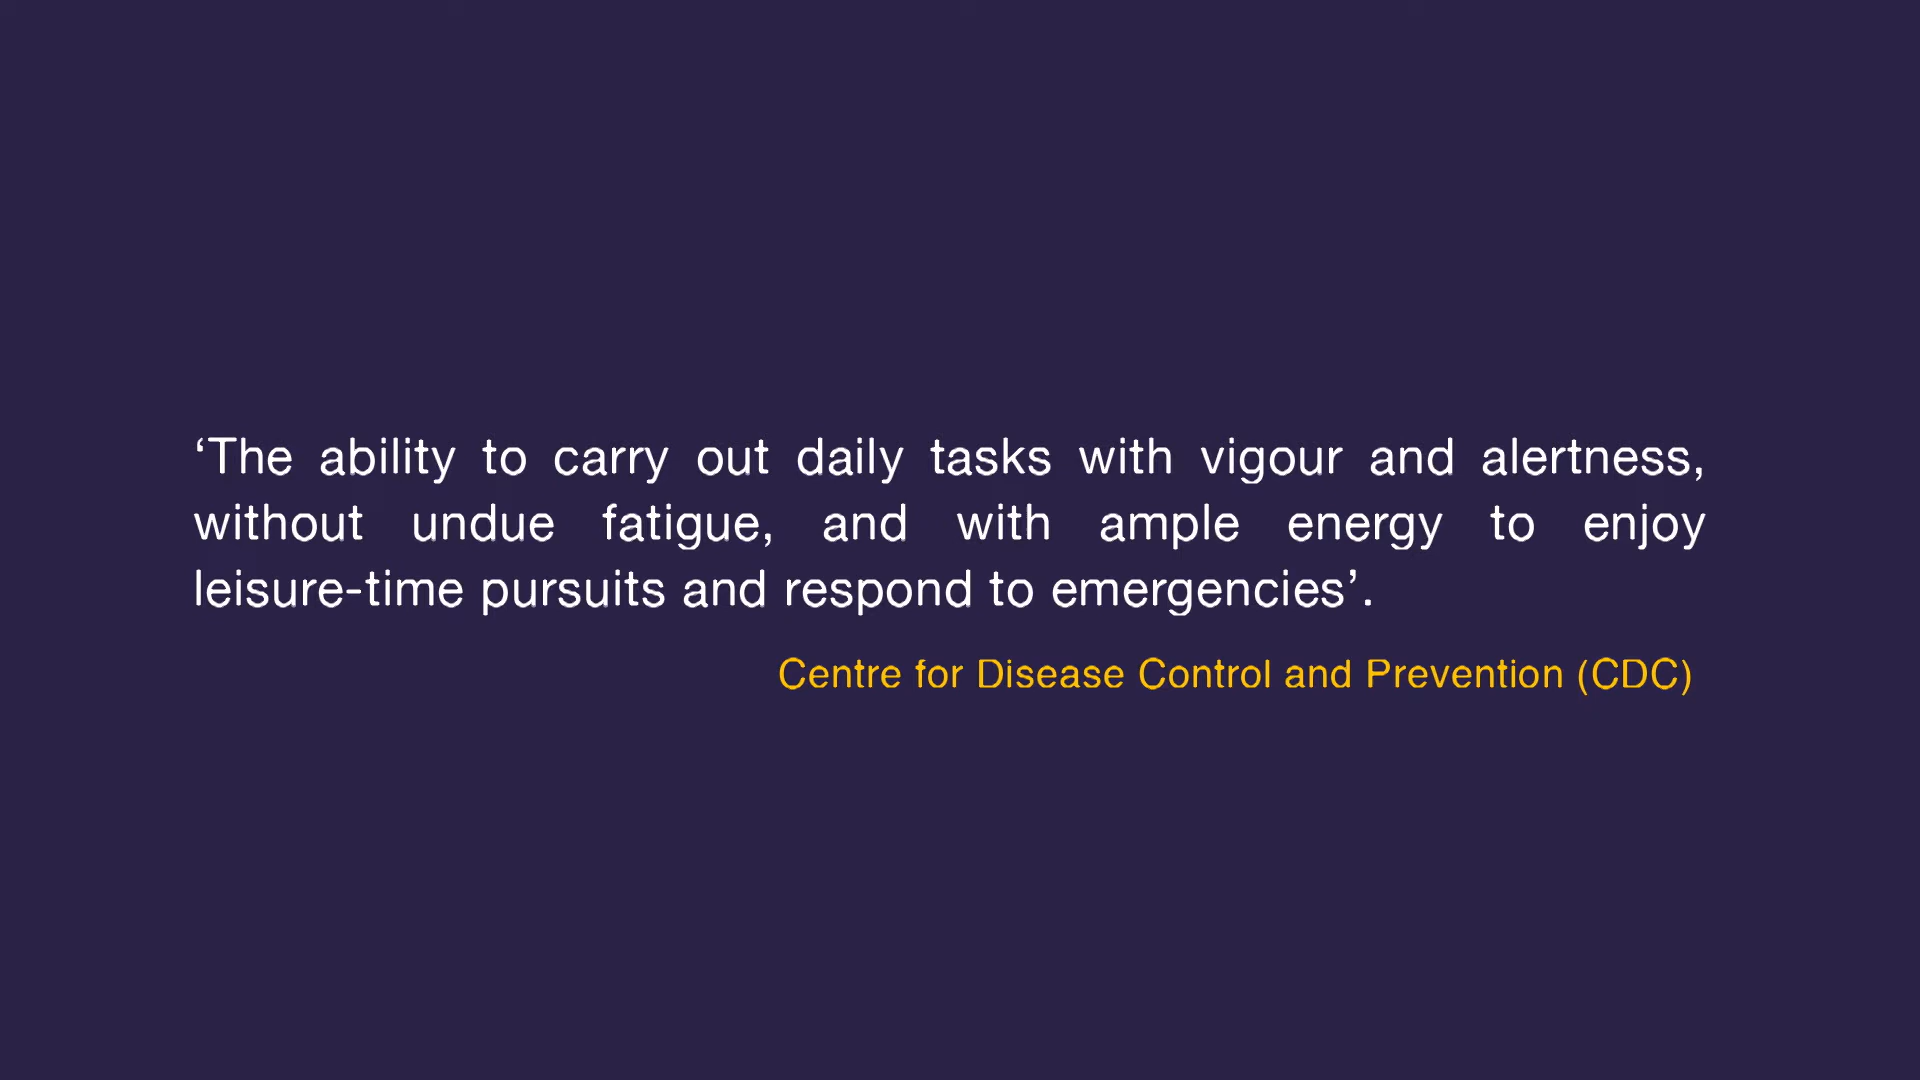 ‘The ability to carry out daily tasks with vigour and alertness,
without undue fatigue, and with ample energy to enjoy
leisure-time pursuits and respond to emergencies’.
Centre for Disease Control and Prevention (CDC)